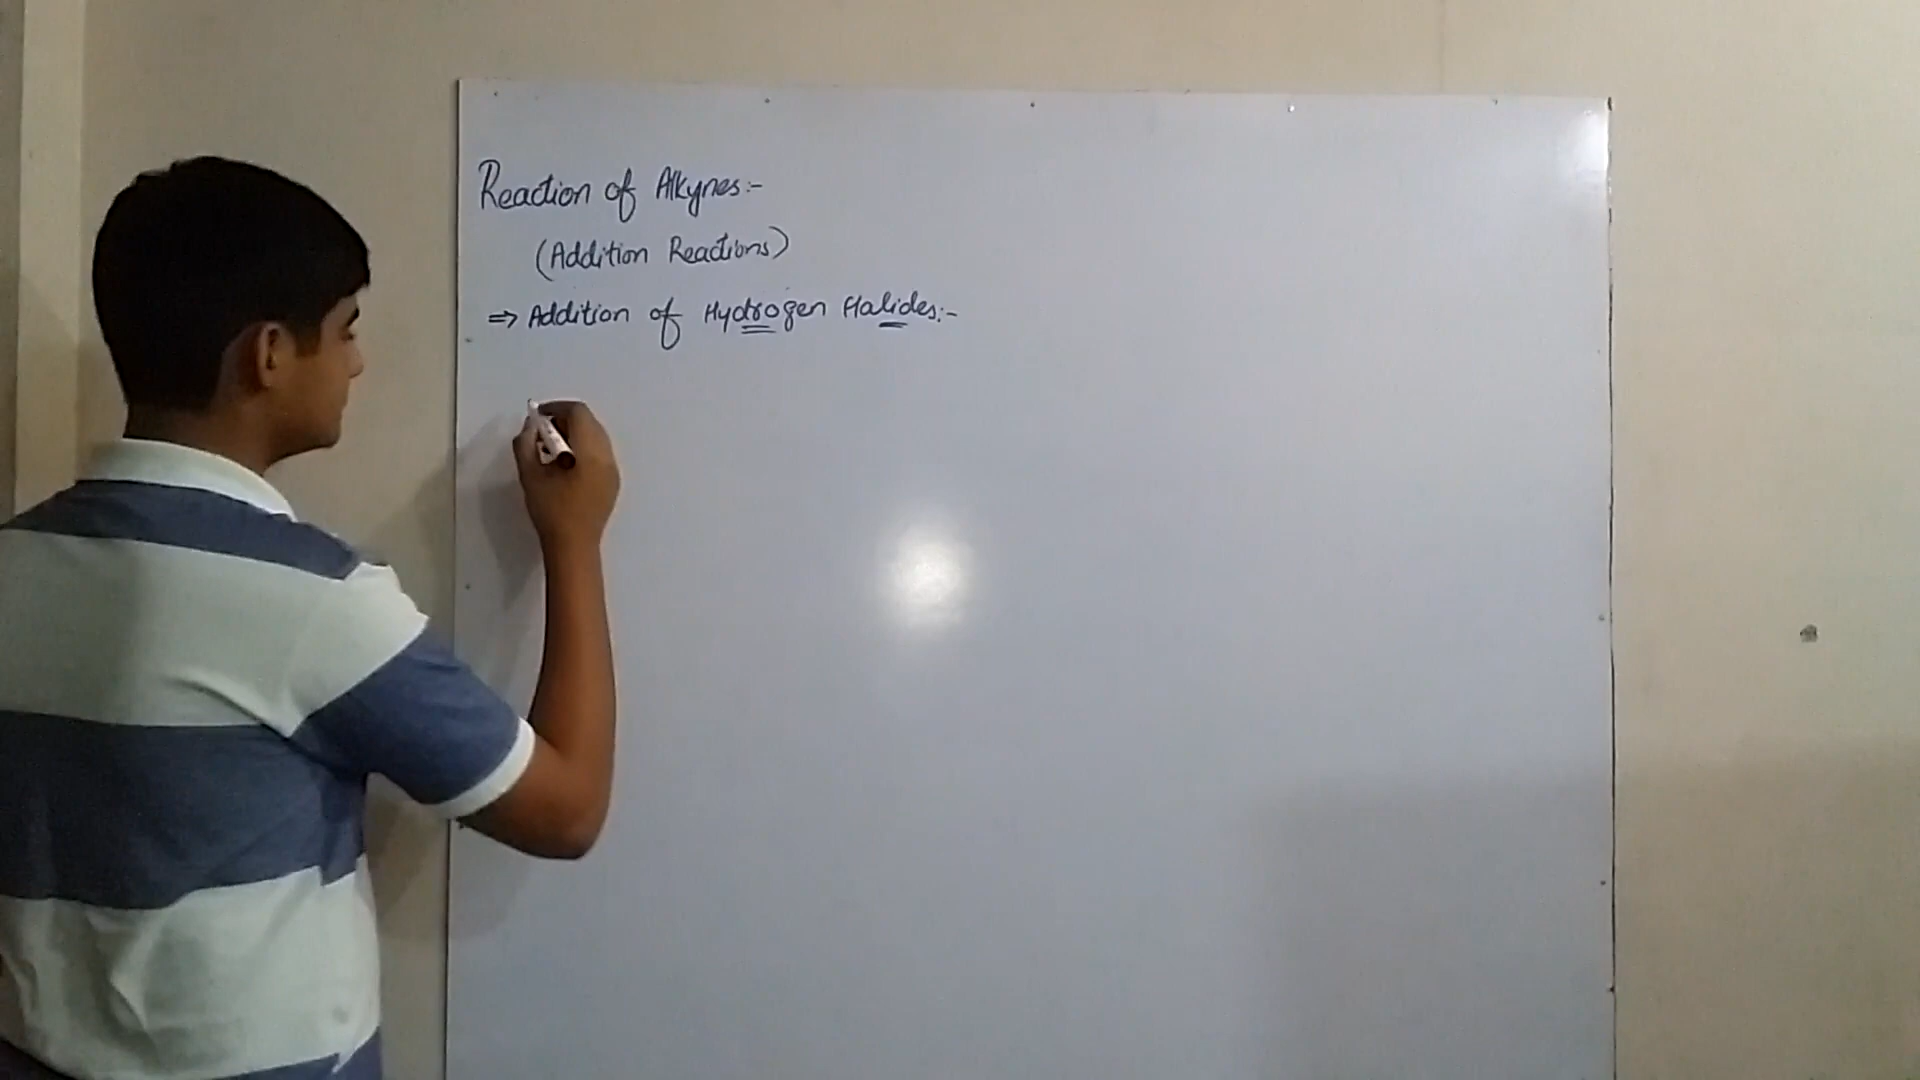 Reaction of Alkynes:-
(Addition Reactions)
⇒ Addition of Hydrogen Halides:-